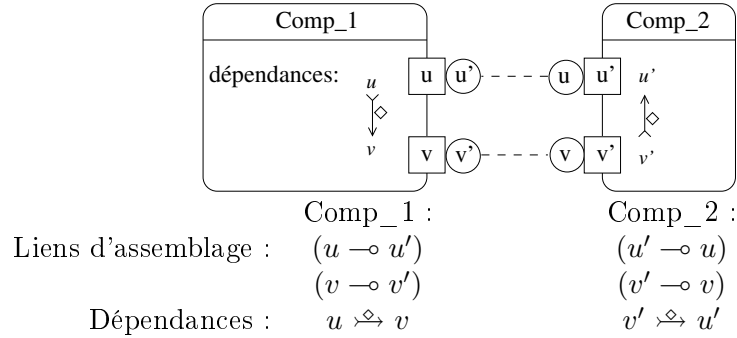 Comp_1 Comp_2
dépendances: u u u' u u' u'
v v v' v v' v'
Comp_1 : Comp_2 :
Liens d'assemblage : (u ⊸ u') (u' ⊸ u)
(v ⊸ v') (v' ⊸ v)
Dépendances : u ⤚⋄→ v v' ⤚⋄→ u'